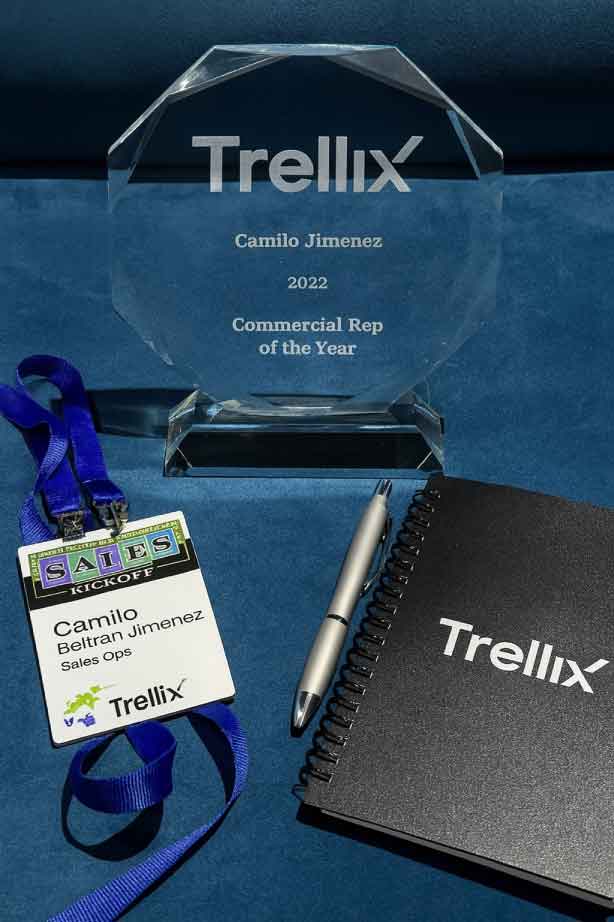 Trellix
Camilo Jimenez
2022
Commercial Rep
of the Year
SALES
KICKOFF
Camilo
Beltran Jimenez
Sales Ops
Trellix
Trellix